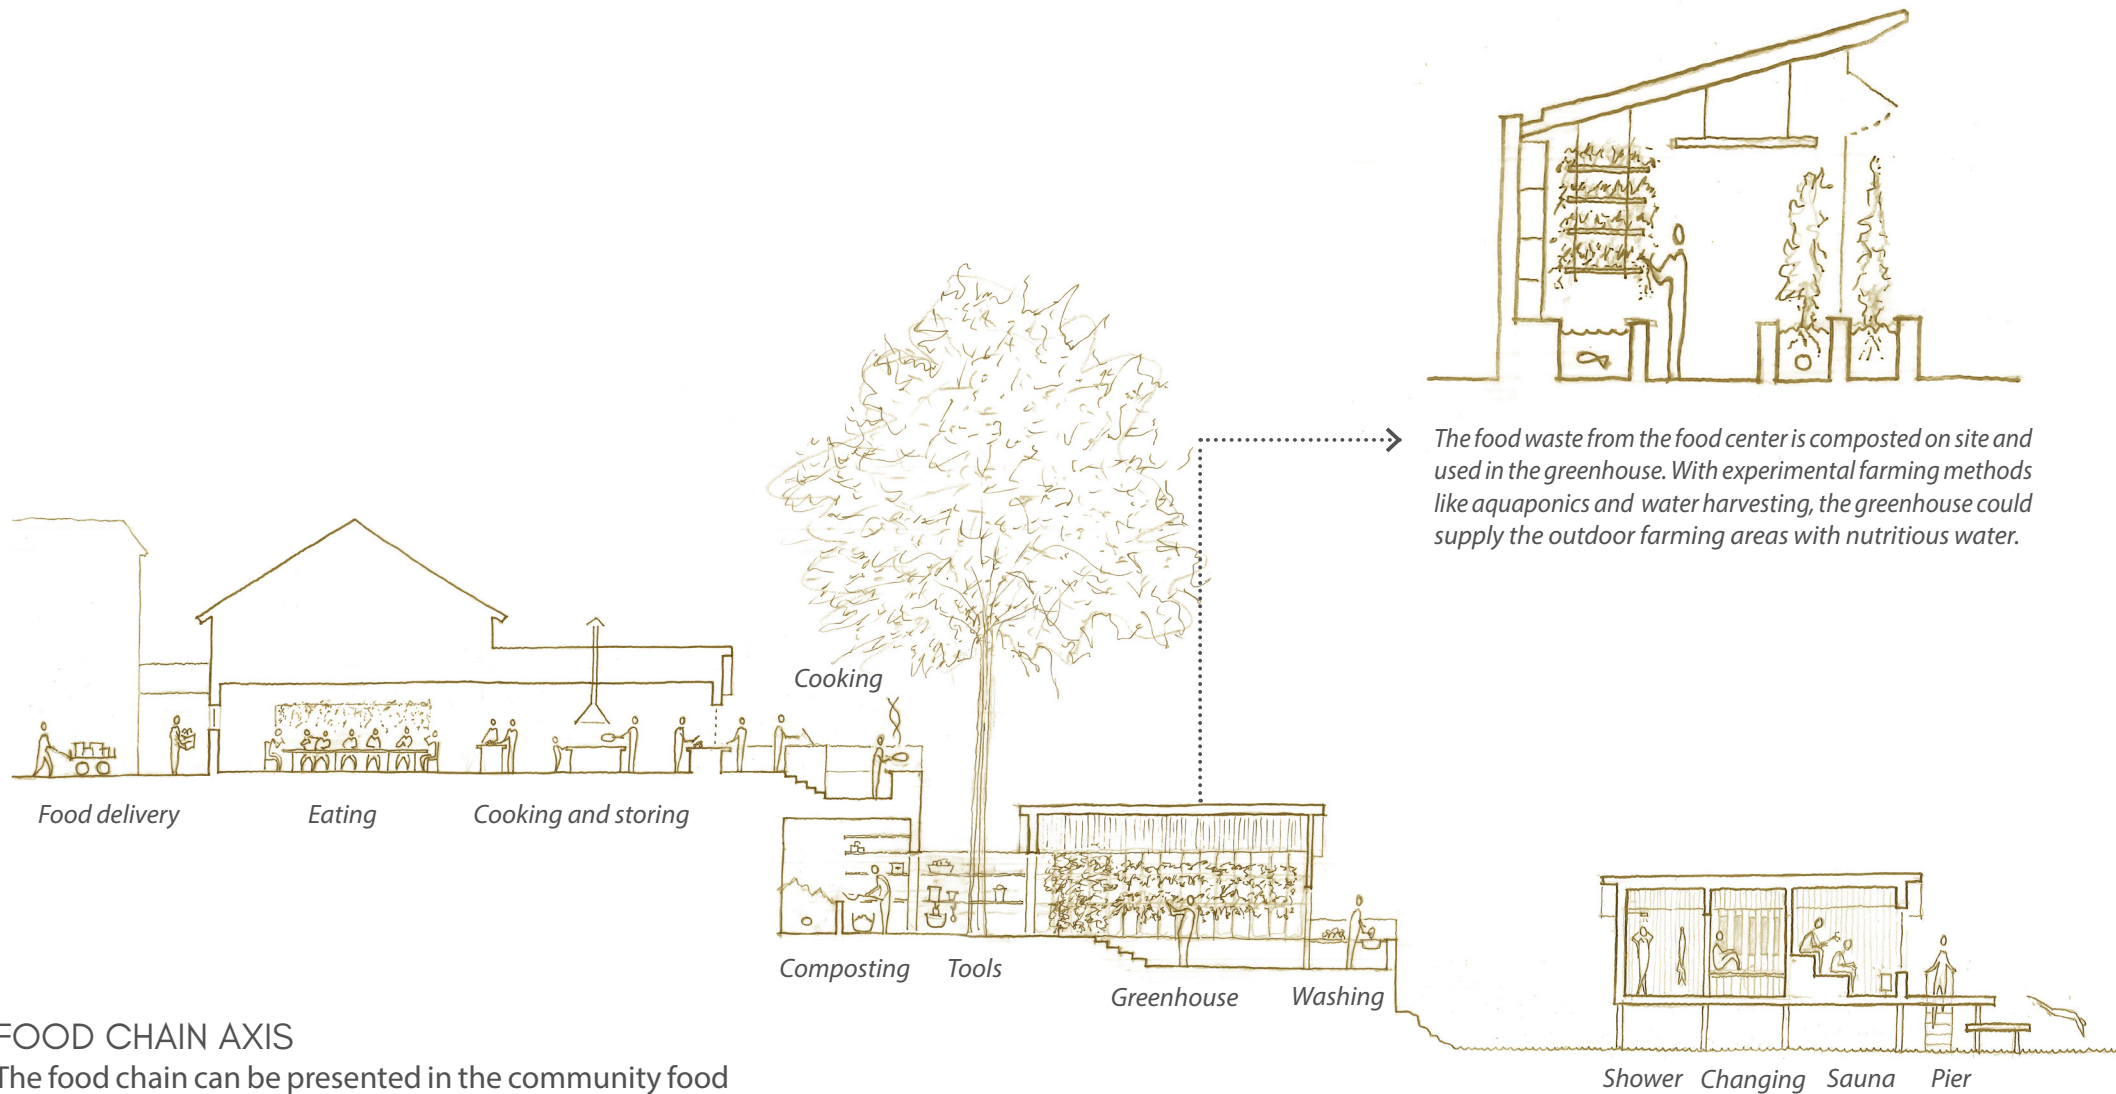 The food waste from the food center is composted on site and
used in the greenhouse. With experimental farming methods
like aquaponics and water harvesting, the greenhouse could
supply the outdoor farming areas with nutritious water.
Cooking
Food delivery
Eating
Cooking and storing
Composting
Tools
Greenhouse
Washing
FOOD CHAIN AXIS
The food chain can be presented in the community food
Shower
Changing
Sauna
Pier